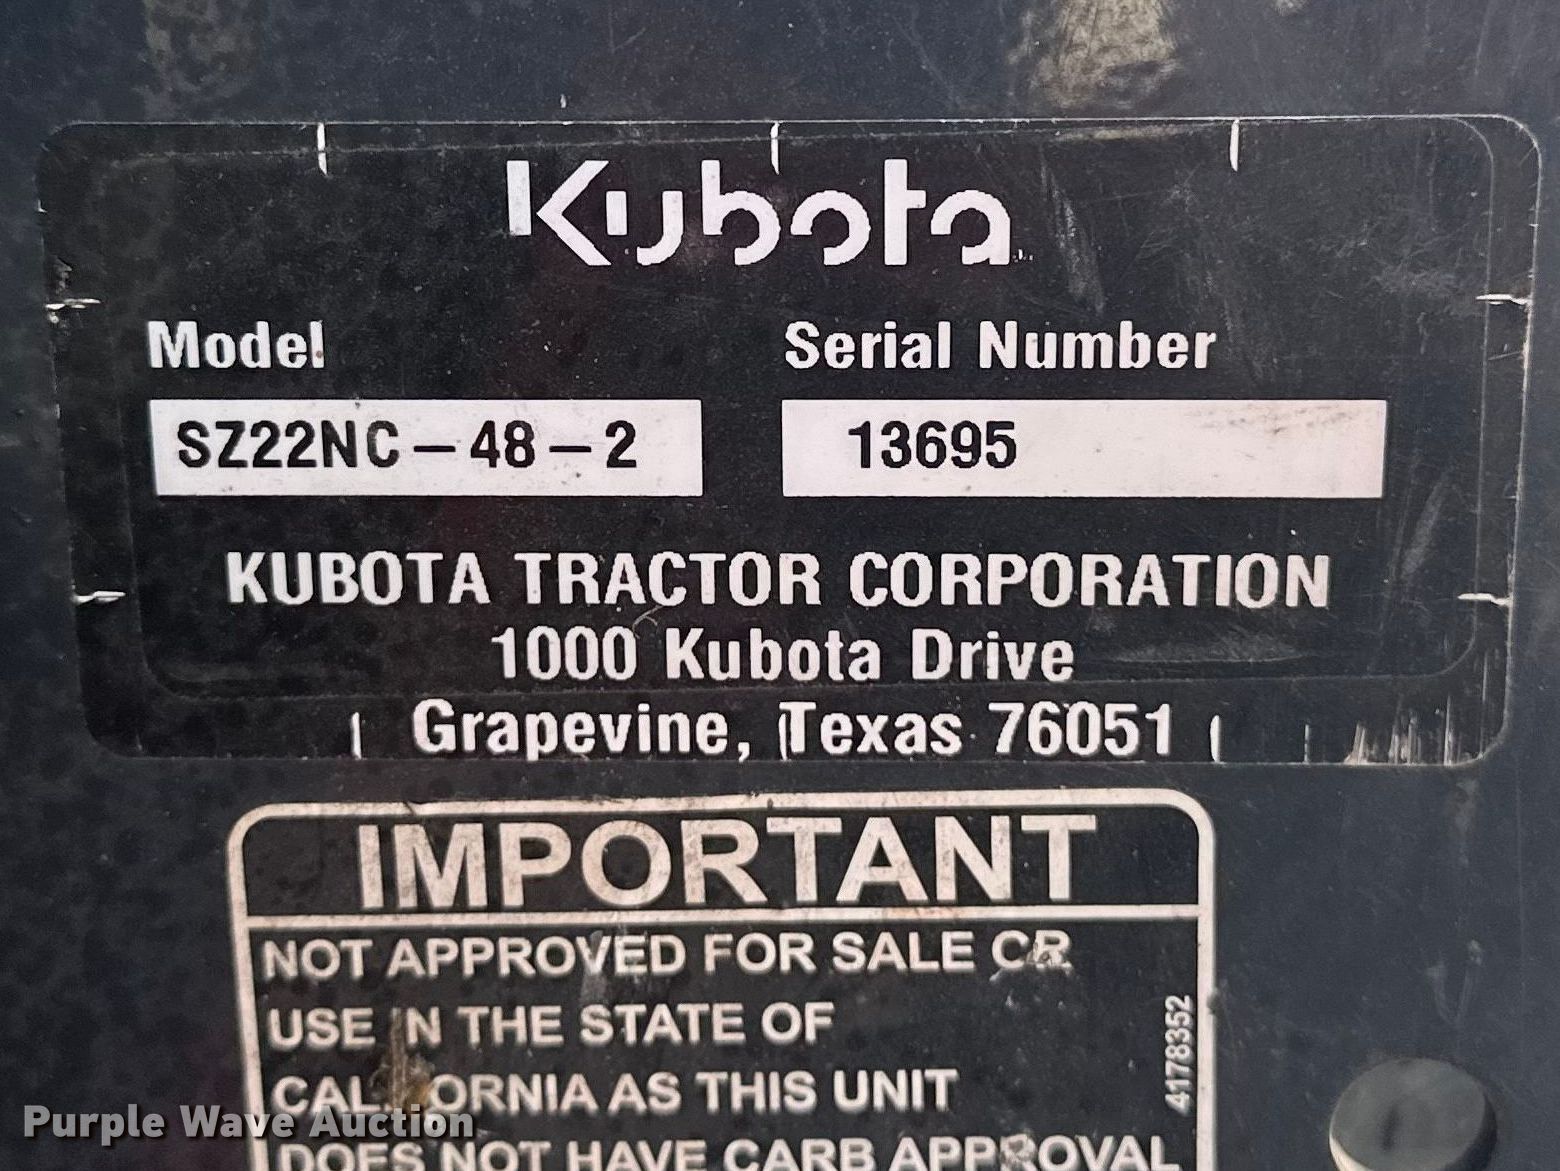 Kubota
Model Serial Number
SZ22NC-48-2 13695
KUBOTA TRACTOR CORPORATION
1000 Kubota Drive
Grapevine, Texas 76051
IMPORTANT
NOT APPROVED FOR SALE OR
USE IN THE STATE OF
CALIFORNIA AS THIS UNIT
DOES NOT HAVE CARB APPROVAL
4178352
Purple Wave Auction